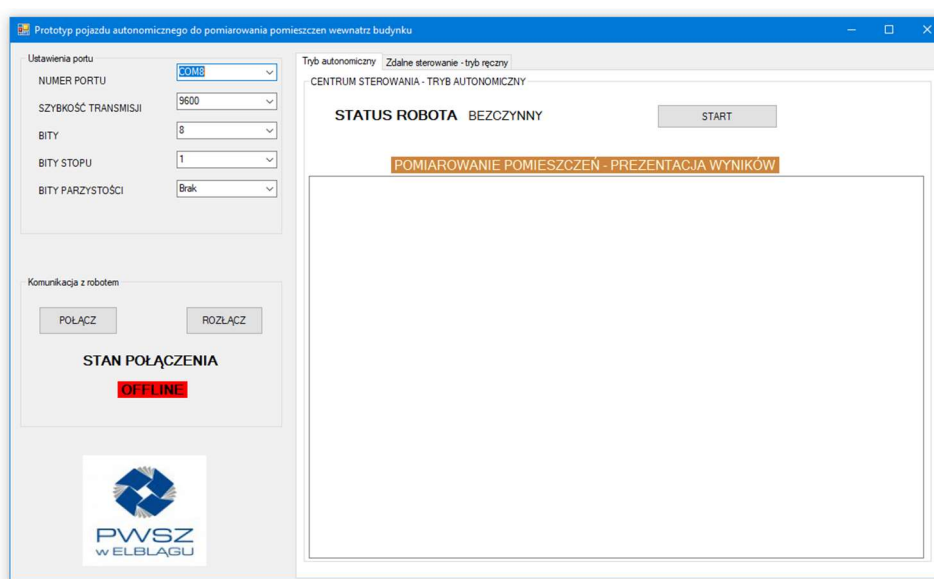 Prototyp pojazdu autonomicznego do pomiarowania pomieszczen wewnatrz budynku
Ustawienia portu
NUMER PORTU COM8
SZYBKOŚĆ TRANSMISJI 9600
BITY 8
BITY STOPU 1
BITY PARZYSTOŚCI Brak
Komunikacja z robotem
POŁĄCZ ROZŁĄCZ
STAN POŁĄCZENIA
OFFLINE
PWSZ
W ELBLĄGU
Tryb autonomiczny Zdalne sterowanie - tryb ręczny
CENTRUM STEROWANIA - TRYB AUTONOMICZNY
STATUS ROBOTA BEZCZYNNY START
POMIAROWANIE POMIESZCZEŃ - PREZENTACJA WYNIKÓW